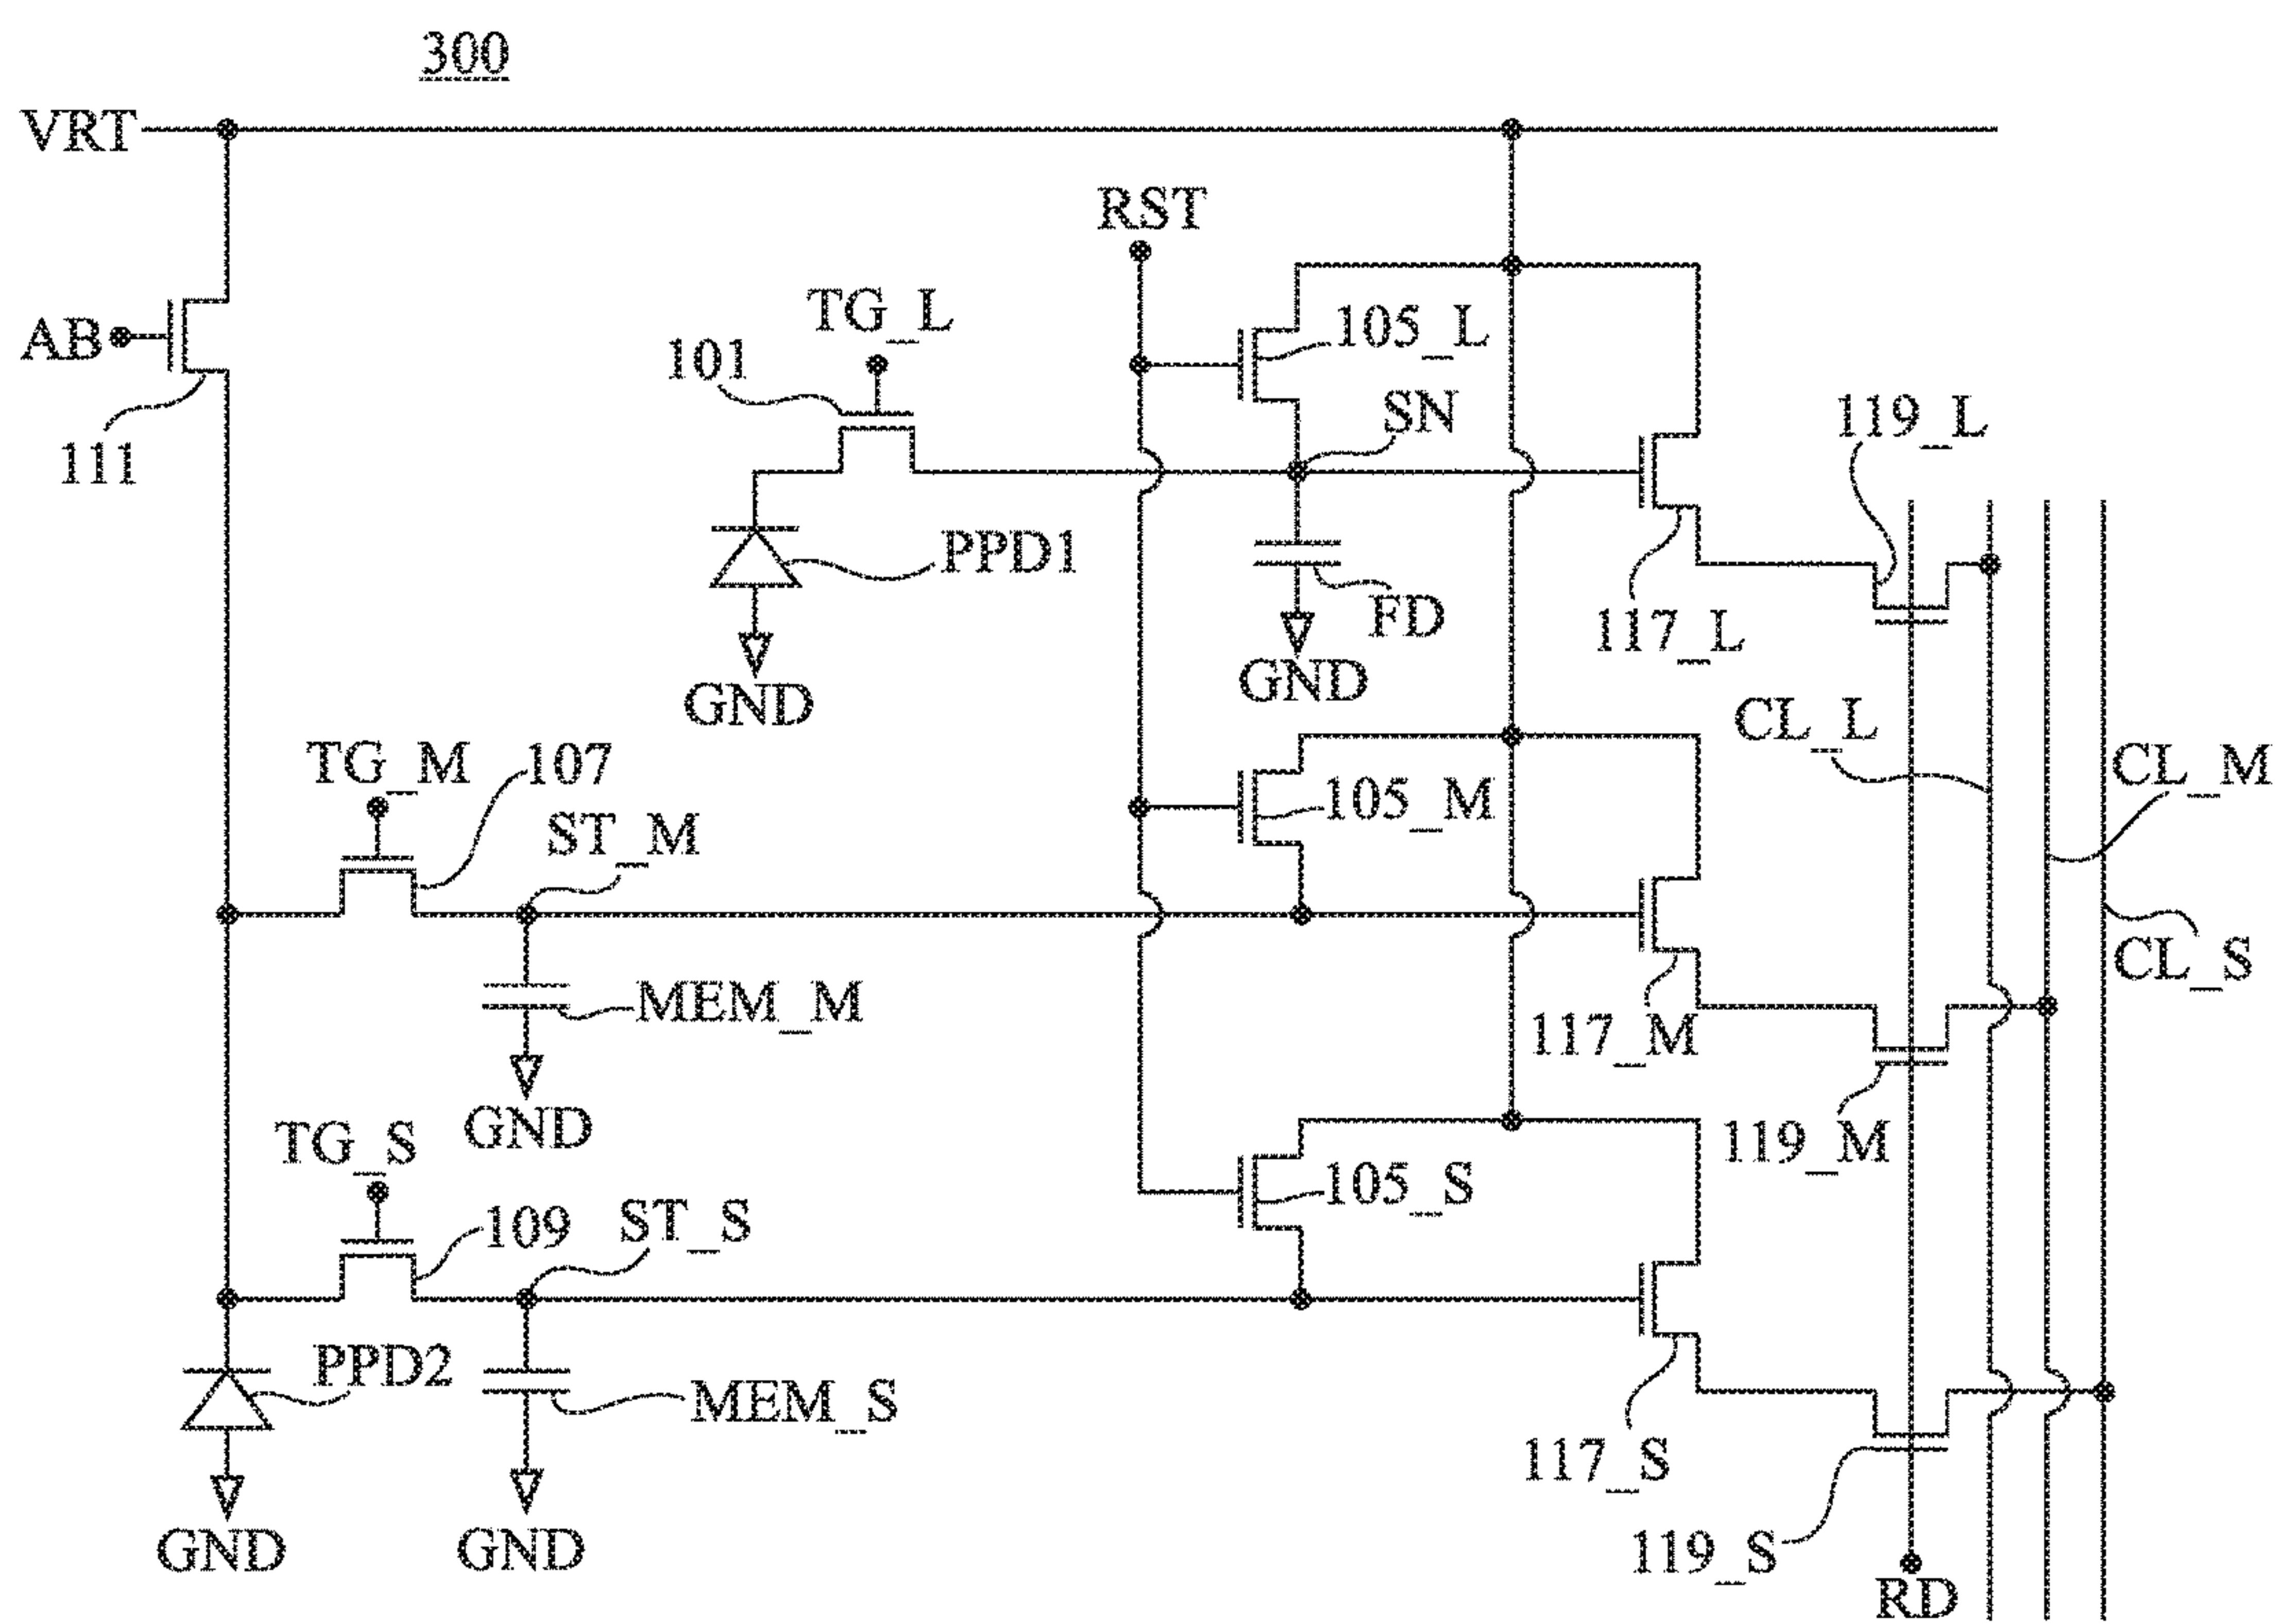 300
VRT
RST
AB
TG_L
101
105_L
SN
119_L
111
PPD1
FD
117_L
GND
GND
CL_L
TG_M
107
ST_M
105_M
CL_M
CL_S
MEM_M
117_M
GND
119_M
TG_S
109
ST_S
105_S
PPD2
MEM_S
117_S
119_S
GND
GND
RD